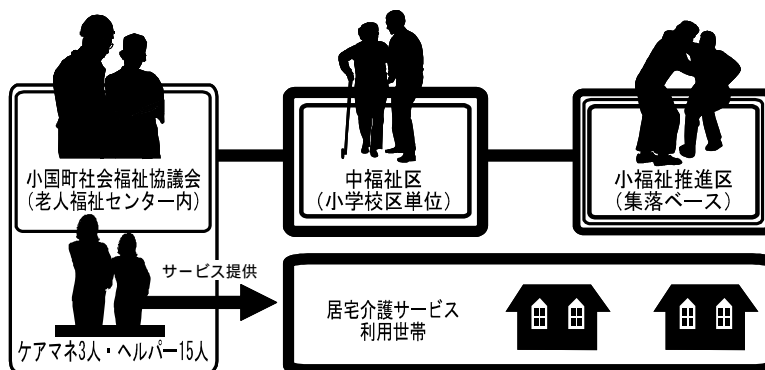 小国町社会福祉協議会
（老人福祉センター内）
中福祉区
（小学校区単位）
小福祉推進区
（集落ベース）
サービス提供
ケアマネ3人・ヘルパー15人
居宅介護サービス
利用世帯